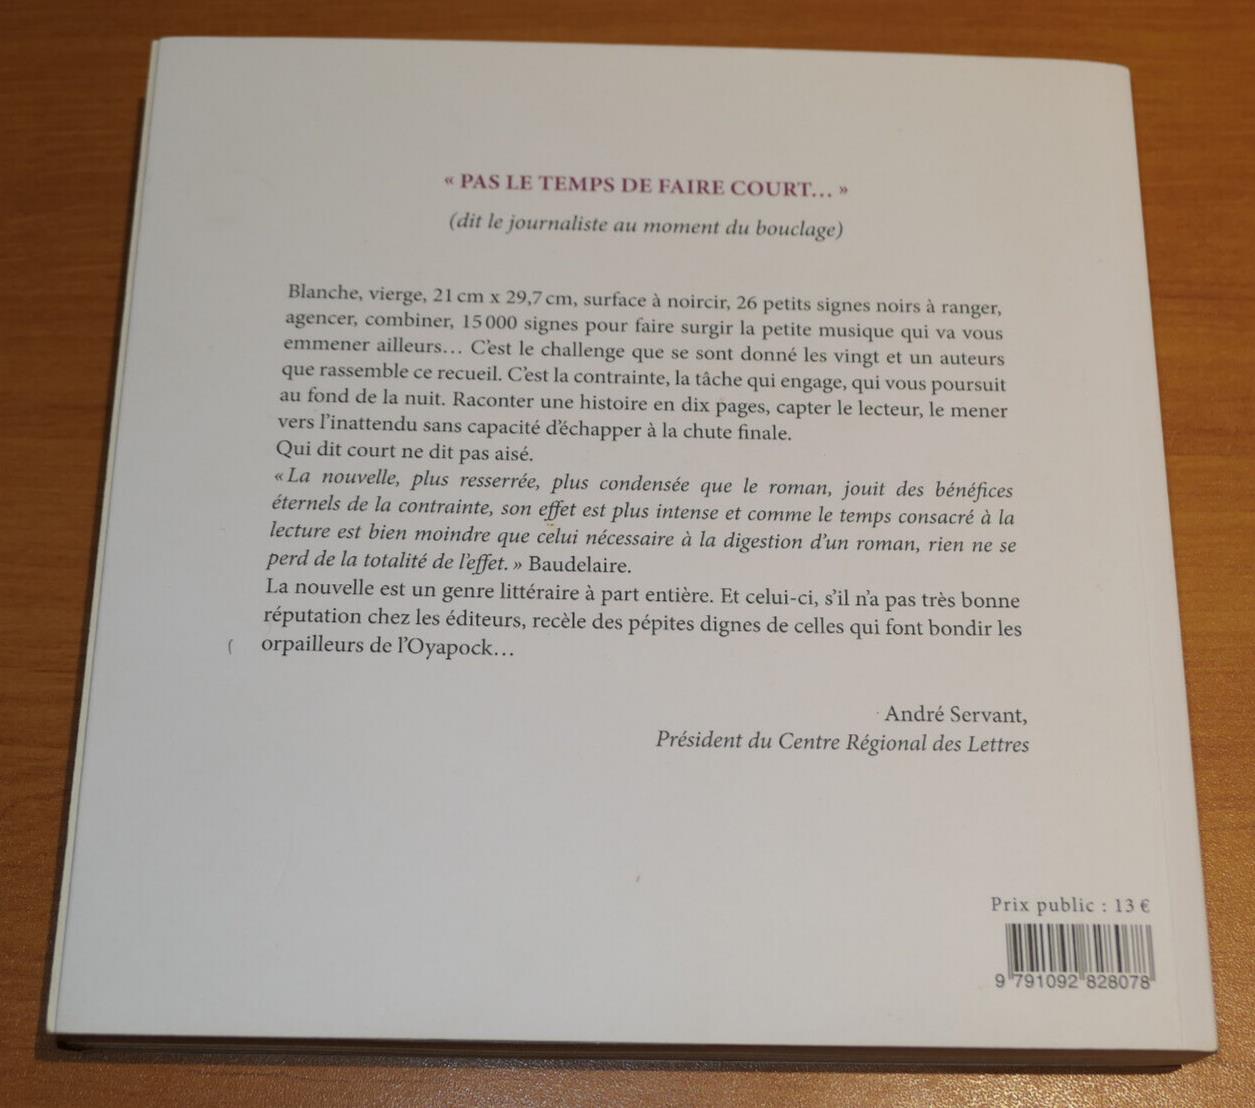 « PAS LE TEMPS DE FAIRE COURT... »
(dit le journaliste au moment du bouclage)
Blanche, vierge, 21 cm x 29,7 cm, surface à noircir, 26 petits signes noirs à ranger,
agencer, combiner, 15 000 signes pour faire surgir la petite musique qui va vous
emmener ailleurs... C'est le challenge que se sont donné les vingt et un auteurs
que rassemble ce recueil. C'est la contrainte, la tâche qui engage, qui vous poursuit
au fond de la nuit. Raconter une histoire en dix pages, capter le lecteur, le mener
vers l'inattendu sans capacité d'échapper à la chute finale.
Qui dit court ne dit pas aisé.
« La nouvelle, plus resserrée, plus condensée que le roman, jouit des bénéfices
éternels de la contrainte, son effet est plus intense et comme le temps consacré à la
lecture est bien moindre que celui nécessaire à la digestion d'un roman, rien ne se
perd de la totalité de l'effet. » Baudelaire.
La nouvelle est un genre littéraire à part entière. Et celui-ci, s'il n'a pas très bonne
réputation chez les éditeurs, recèle des pépites dignes de celles qui font bondir les
orpailleurs de l'Oyapock...
André Servant,
Président du Centre Régional des Lettres
Prix public : 13 €
9 791092 828078